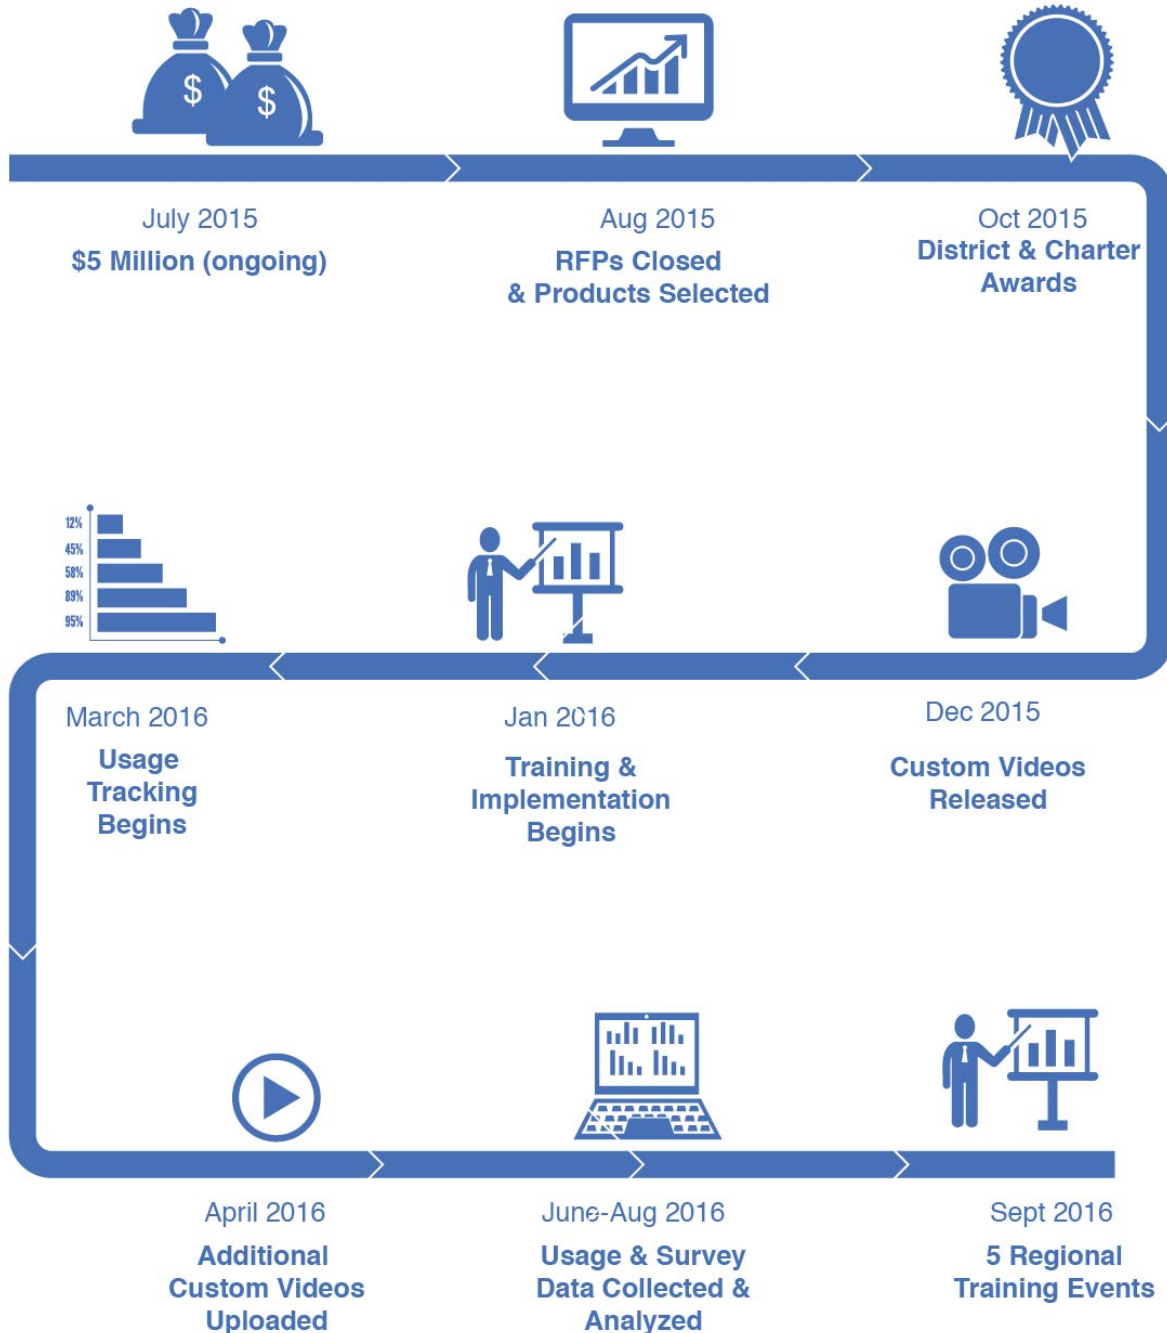 $
$
July 2015
$5 Million (ongoing)
Aug 2015
RFPs Closed
& Products Selected
Oct 2015
District & Charter
Awards
12%
45%
58%
89%
95%
March 2016
Usage
Tracking
Begins
Jan 2016
Training &
Implementation
Begins
Dec 2015
Custom Videos
Released
April 2016
Additional
Custom Videos
Uploaded
June-Aug 2016
Usage & Survey
Data Collected &
Analyzed
Sept 2016
5 Regional
Training Events